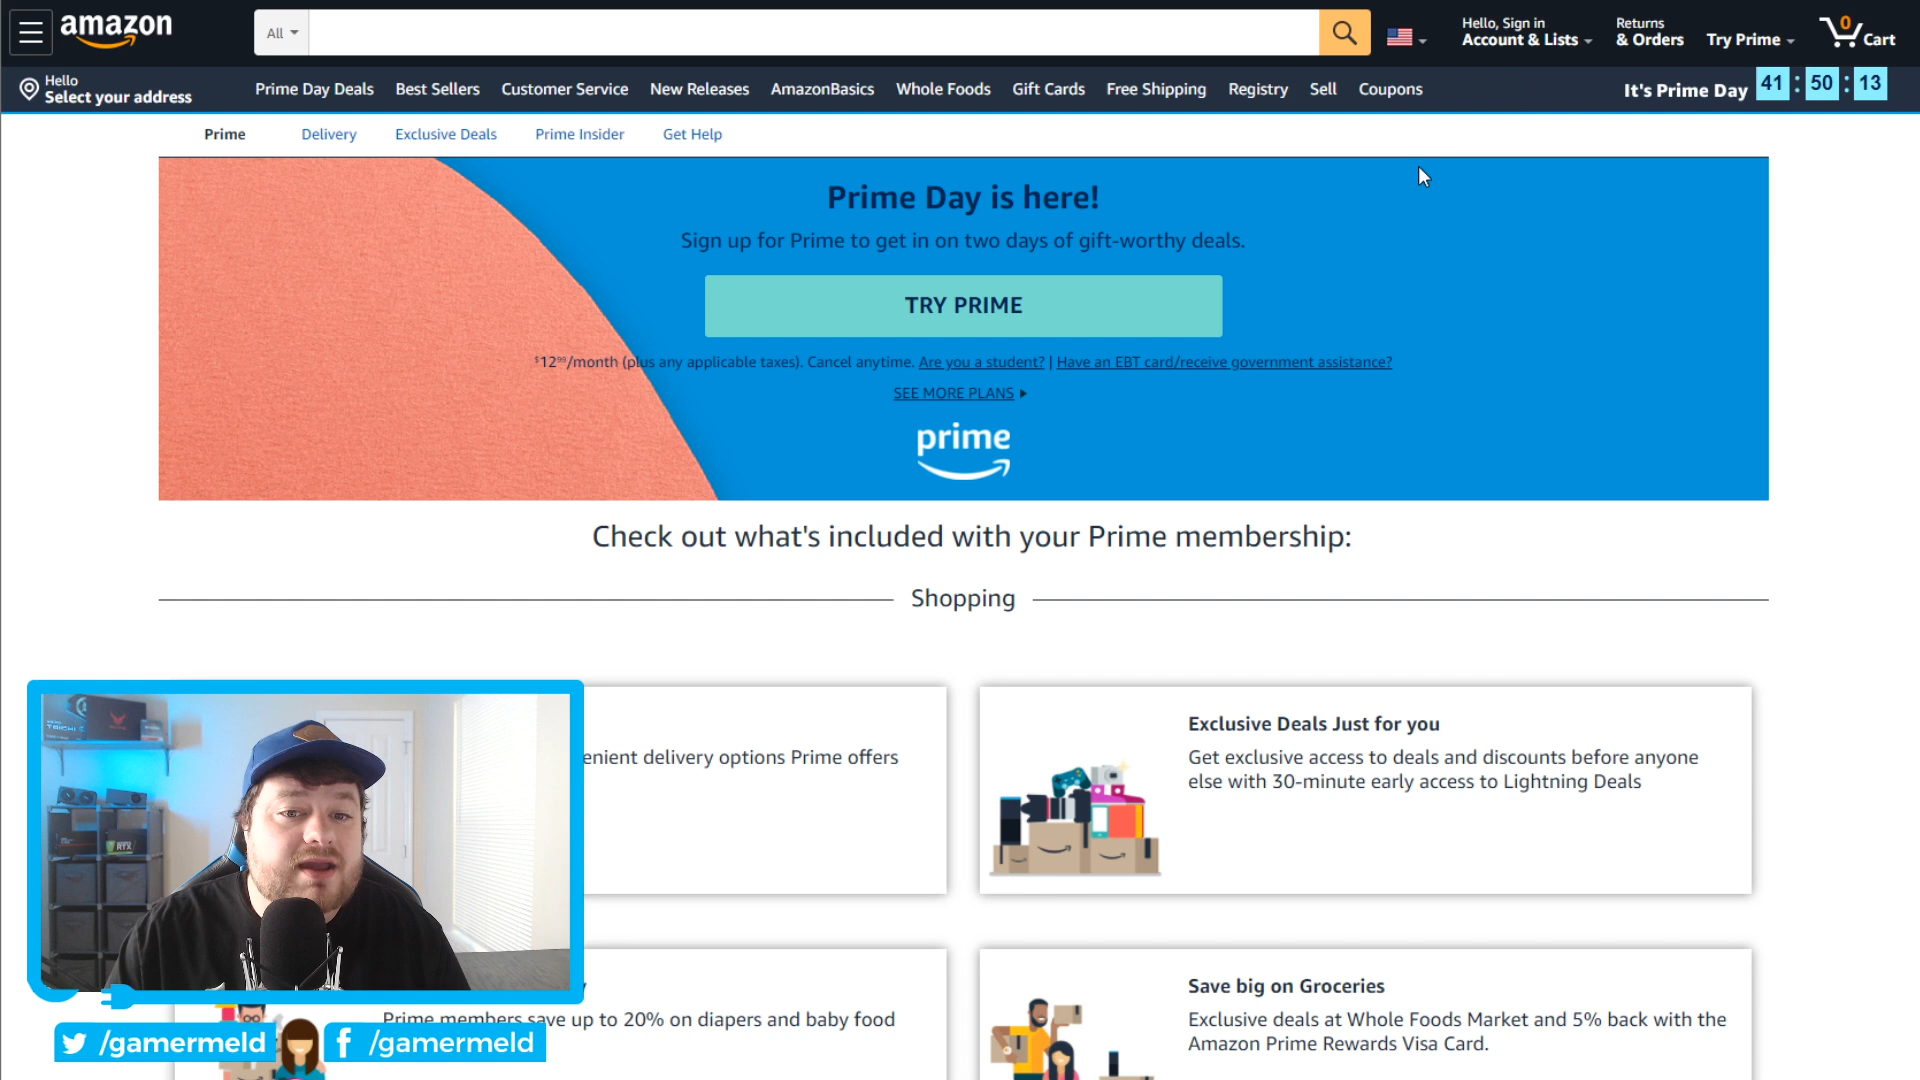 amazon
All
Hello, Sign in
Account & Lists
Returns
& Orders
Try Prime
0
Cart
Hello
Select your address
Prime Day Deals
Best Sellers
Customer Service
New Releases
AmazonBasics
Whole Foods
Gift Cards
Free Shipping
Registry
Sell
Coupons
It's Prime Day 41 : 50 : 13
Prime
Delivery
Exclusive Deals
Prime Insider
Get Help
Prime Day is here!
Sign up for Prime to get in on two days of gift-worthy deals.
TRY PRIME
$12.99/month (plus any applicable taxes). Cancel anytime. Are you a student? | Have an EBT card/receive government assistance?
SEE MORE PLANS
prime
Check out what's included with your Prime membership:
Shopping
enient delivery options Prime offers
Exclusive Deals Just for you
Get exclusive access to deals and discounts before anyone
else with 30-minute early access to Lightning Deals
RTX
Prime members save up to 20% on diapers and baby food
Save big on Groceries
Exclusive deals at Whole Foods Market and 5% back with the
Amazon Prime Rewards Visa Card.
/gamermeld
/gamermeld